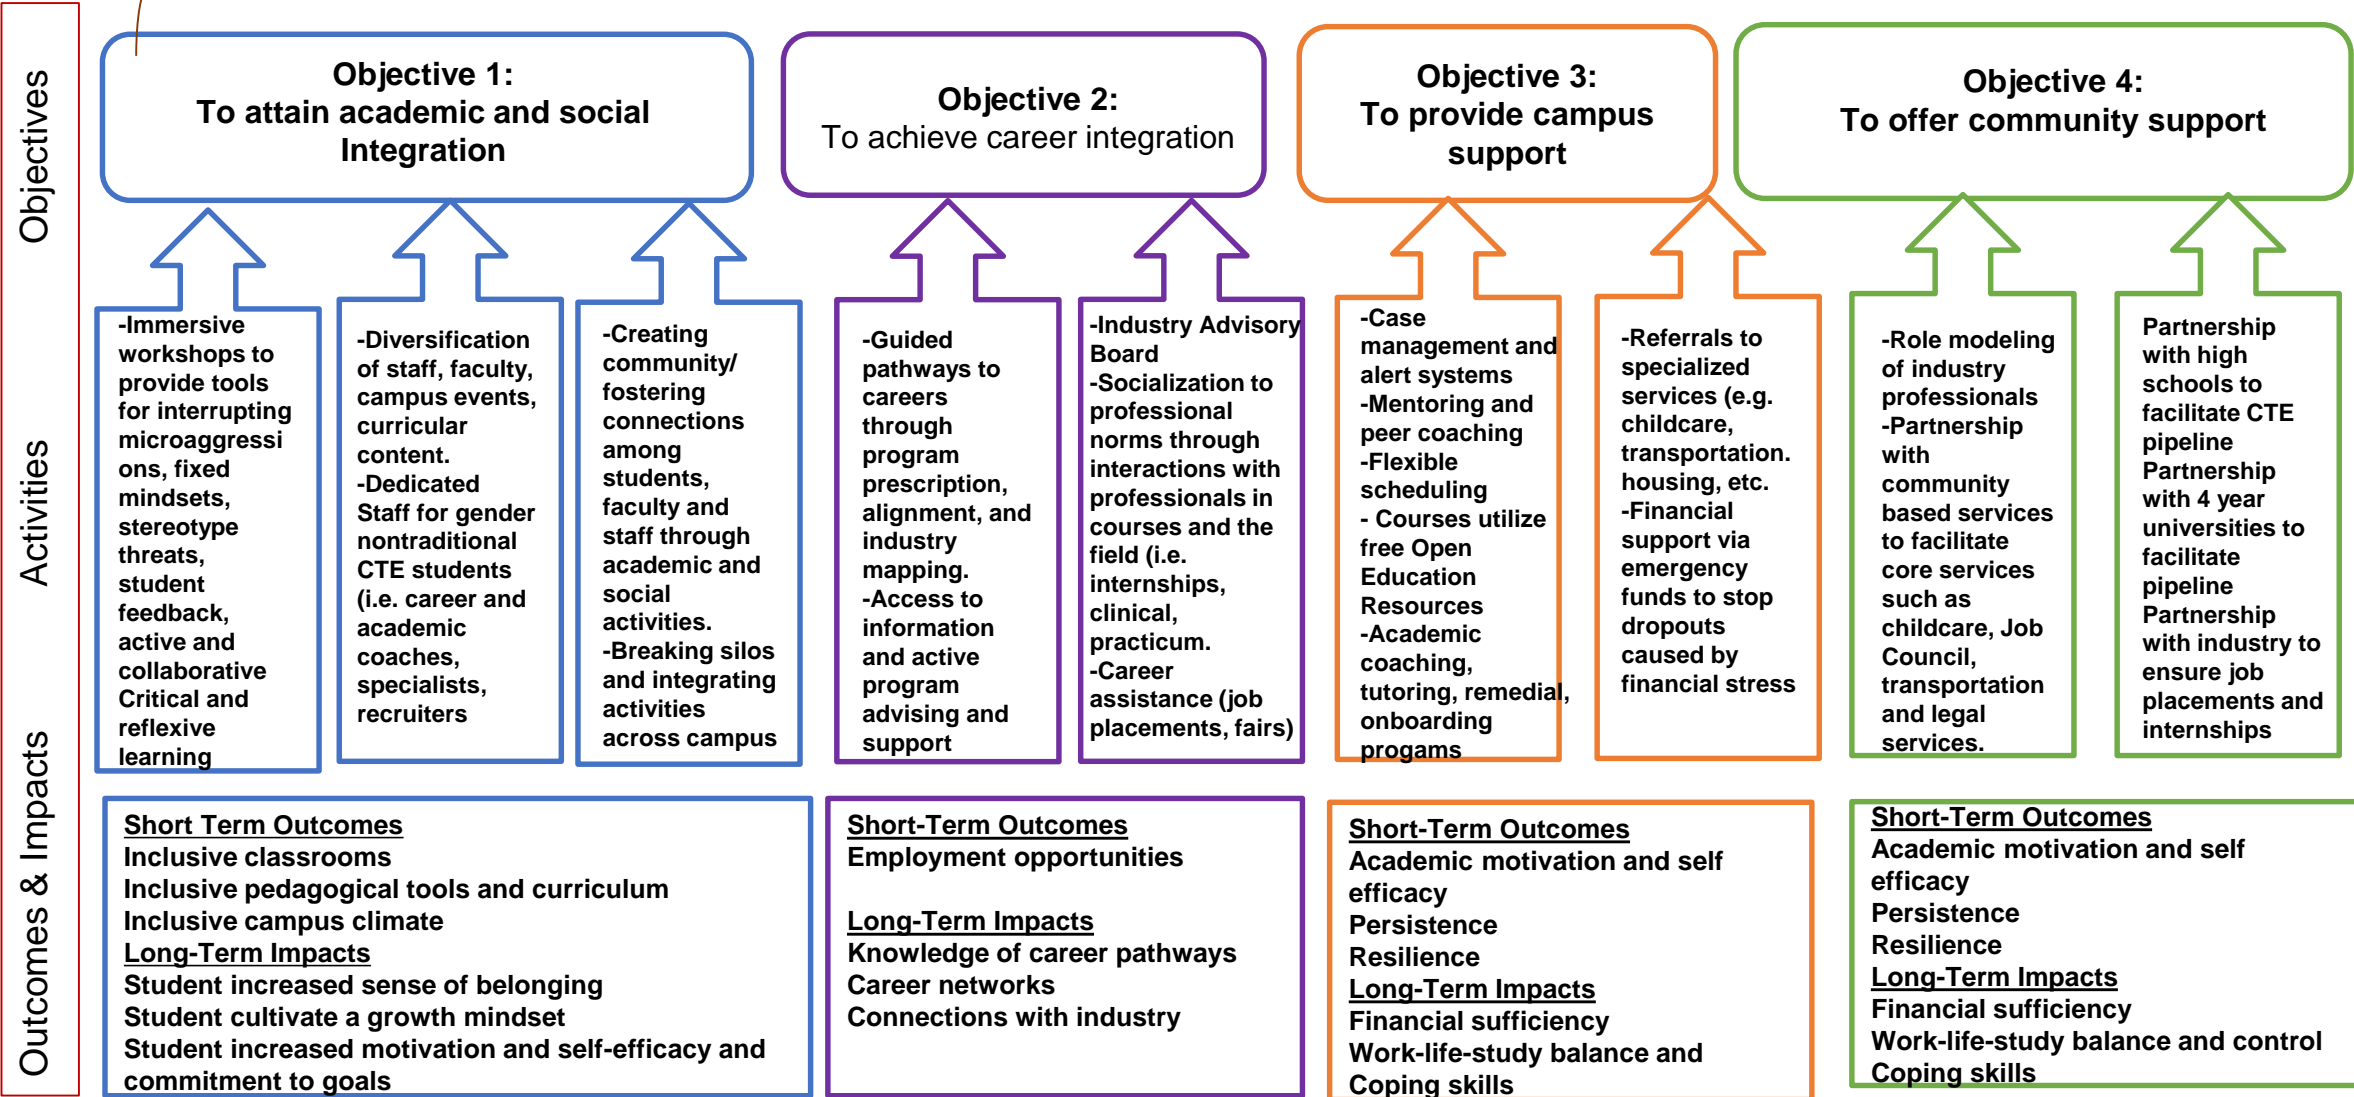 Objectives
Objective 1:
To attain academic and social
Integration
Objective 2:
To achieve career integration
Objective 3:
To provide campus
support
Objective 4:
To offer community support
Activities
-Immersive
workshops to
provide tools
for interrupting
microaggressi
ons, fixed
mindsets,
stereotype
threats,
student
feedback,
active and
collaborative
Critical and
reflexive
learning
-Diversification
of staff, faculty,
campus events,
curricular
content.
-Dedicated
Staff for gender
nontraditional
CTE students
(i.e. career and
academic
coaches,
specialists,
recruiters
-Creating
community/
fostering
connections
among
students,
faculty and
staff through
academic and
social
activities.
-Breaking silos
and integrating
activities
across campus
-Guided
pathways to
careers
through
program
prescription,
alignment, and
industry
mapping.
-Access to
information
and active
program
advising and
support
-Industry Advisory
Board
-Socialization to
professional
norms through
interactions with
professionals in
courses and the
field (i.e.
internships,
clinical,
practicum.
-Career
assistance (job
placements, fairs)
-Case
management and
alert systems
-Mentoring and
peer coaching
-Flexible
scheduling
- Courses utilize
free Open
Education
Resources
-Academic
coaching,
tutoring, remedial,
onboarding
progams
-Referrals to
specialized
services (e.g.
childcare,
transportation.
housing, etc.
-Financial
support via
emergency
funds to stop
dropouts
caused by
financial stress
-Role modeling
of industry
professionals
-Partnership
with
community
based services
to facilitate
core services
such as
childcare, Job
Council,
transportation
and legal
services.
Partnership
with high
schools to
facilitate CTE
pipeline
Partnership
with 4 year
universities to
facilitate
pipeline
Partnership
with industry to
ensure job
placements and
internships
Outcomes & Impacts
Short Term Outcomes
Inclusive classrooms
Inclusive pedagogical tools and curriculum
Inclusive campus climate
Long-Term Impacts
Student increased sense of belonging
Student cultivate a growth mindset
Student increased motivation and self-efficacy and
commitment to goals
Short-Term Outcomes
Employment opportunities
Long-Term Impacts
Knowledge of career pathways
Career networks
Connections with industry
Short-Term Outcomes
Academic motivation and self
efficacy
Persistence
Resilience
Long-Term Impacts
Financial sufficiency
Work-life-study balance and
Coping skills
Short-Term Outcomes
Academic motivation and self
efficacy
Persistence
Resilience
Long-Term Impacts
Financial sufficiency
Work-life-study balance and control
Coping skills